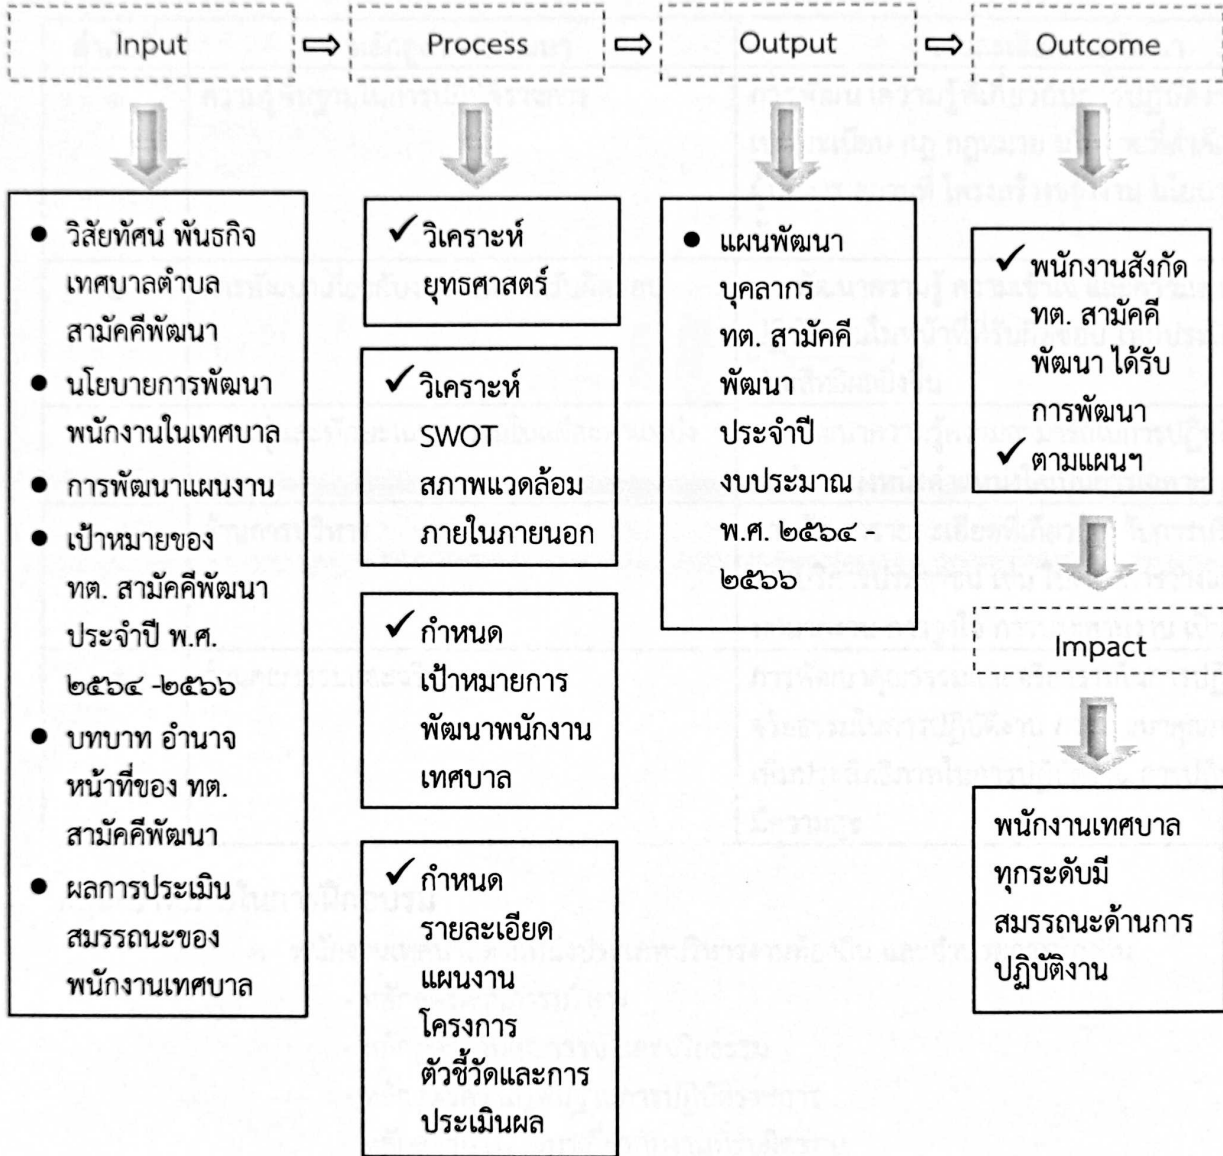 Input
Process
Output
Outcome
วิสัยทัศน์ พันธกิจ
เทศบาลตำบล
สามัคคีพัฒนา
นโยบายการพัฒนา
พนักงานในเทศบาล
การพัฒนาแผนงาน
เป้าหมายของ
ทต. สามัคคีพัฒนา
ประจำปี พ.ศ.
๒๕๖๔ -๒๕๖๖
บทบาท อำนาจ
หน้าที่ของ ทต.
สามัคคีพัฒนา
ผลการประเมิน
สมรรถนะของ
พนักงานเทศบาล
วิเคราะห์
ยุทธศาสตร์
วิเคราะห์
SWOT
สภาพแวดล้อม
ภายในภายนอก
กำหนด
เป้าหมายการ
พัฒนาพนักงาน
เทศบาล
กำหนด
รายละเอียด
แผนงาน
โครงการ
ตัวชี้วัดและการ
ประเมินผล
แผนพัฒนา
บุคลากร
ทต. สามัคคี
พัฒนา
ประจำปี
งบประมาณ
พ.ศ. ๒๕๖๔ -
๒๕๖๖
พนักงานสังกัด
ทต. สามัคคี
พัฒนา ได้รับ
การพัฒนา
ตามแผนฯ
Impact
พนักงานเทศบาล
ทุกระดับมี
สมรรถนะด้านการ
ปฏิบัติงาน